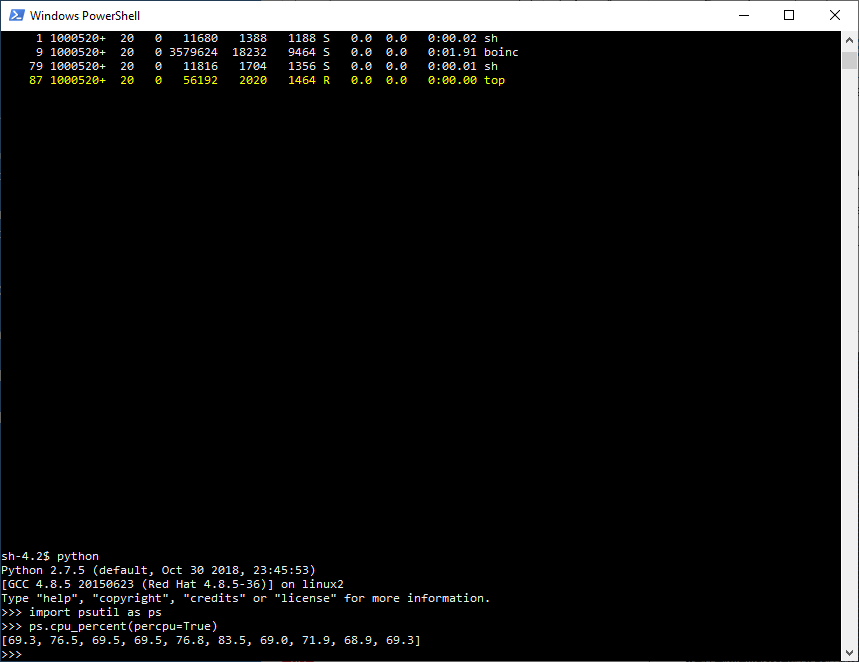 Windows PowerShell
1 1000520+ 20 0 11680 1388 1188 S 0.0 0.0 0:00.02 sh
9 1000520+ 20 0 3579624 18232 9464 S 0.0 0.0 0:01.91 boinc
79 1000520+ 20 0 11816 1704 1356 S 0.0 0.0 0:00.01 sh
87 1000520+ 20 0 56192 2020 1464 R 0.0 0.0 0:00.00 top
sh-4.2$ python
Python 2.7.5 (default, Oct 30 2018, 23:45:53)
[GCC 4.8.5 20150623 (Red Hat 4.8.5-36)] on linux2
Type "help", "copyright", "credits" or "license" for more information.
>>> import psutil as ps
>>> ps.cpu_percent(percpu=True)
[69.3, 76.5, 69.5, 69.5, 76.8, 83.5, 69.0, 71.9, 68.9, 69.3]
>>>